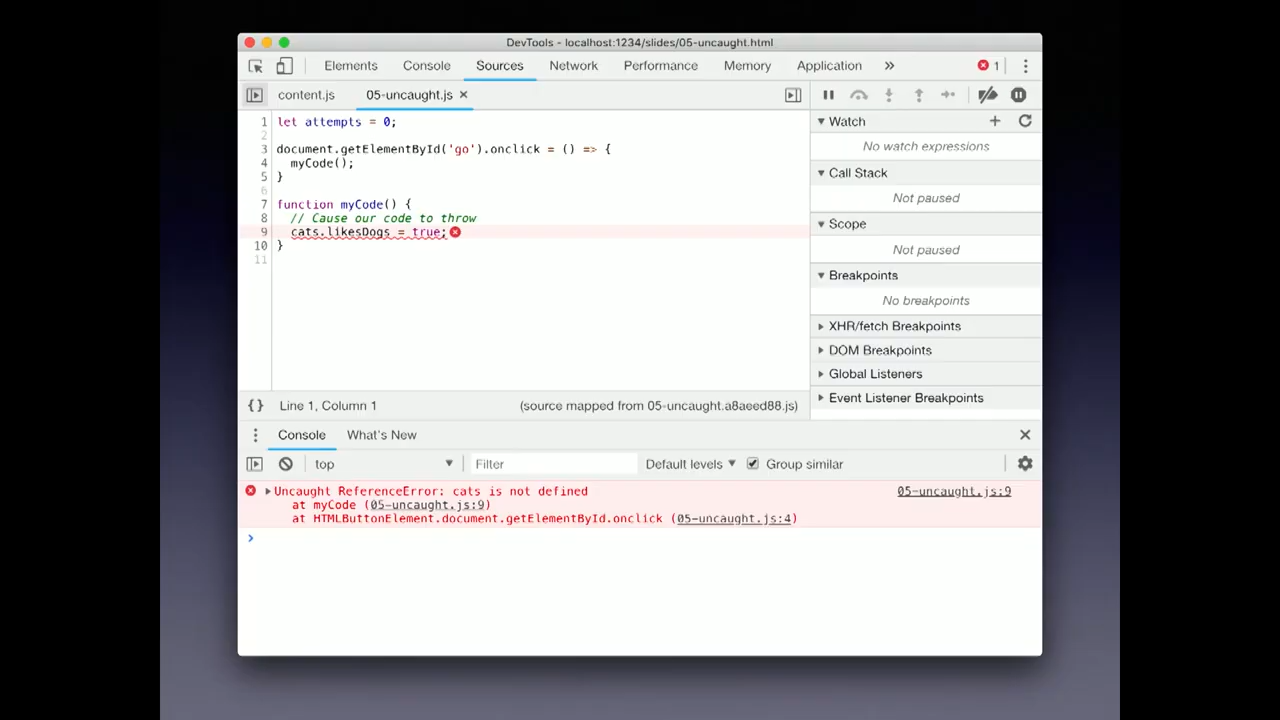 DevTools - localhost:1234/slides/05-uncaught.html
Elements Console Sources Network Performance Memory Application » 1
content.js 05-uncaught.js ×
1 let attempts = 0;
2
3 document.getElementById('go').onclick = () => {
4 myCode();
5 }
6
7 function myCode() {
8 // Cause our code to throw
9 cats.likesDogs = true;
10 }
11
{} Line 1, Column 1 (source mapped from 05-uncaught.a8aeed88.js)
Watch
No watch expressions
Call Stack
Not paused
Scope
Not paused
Breakpoints
No breakpoints
XHR/fetch Breakpoints
DOM Breakpoints
Global Listeners
Event Listener Breakpoints
Console What's New
top Filter Default levels Group similar
Uncaught ReferenceError: cats is not defined 05-uncaught.js:9
at myCode (05-uncaught.js:9)
at HTMLButtonElement.document.getElementById.onclick (05-uncaught.js:4)